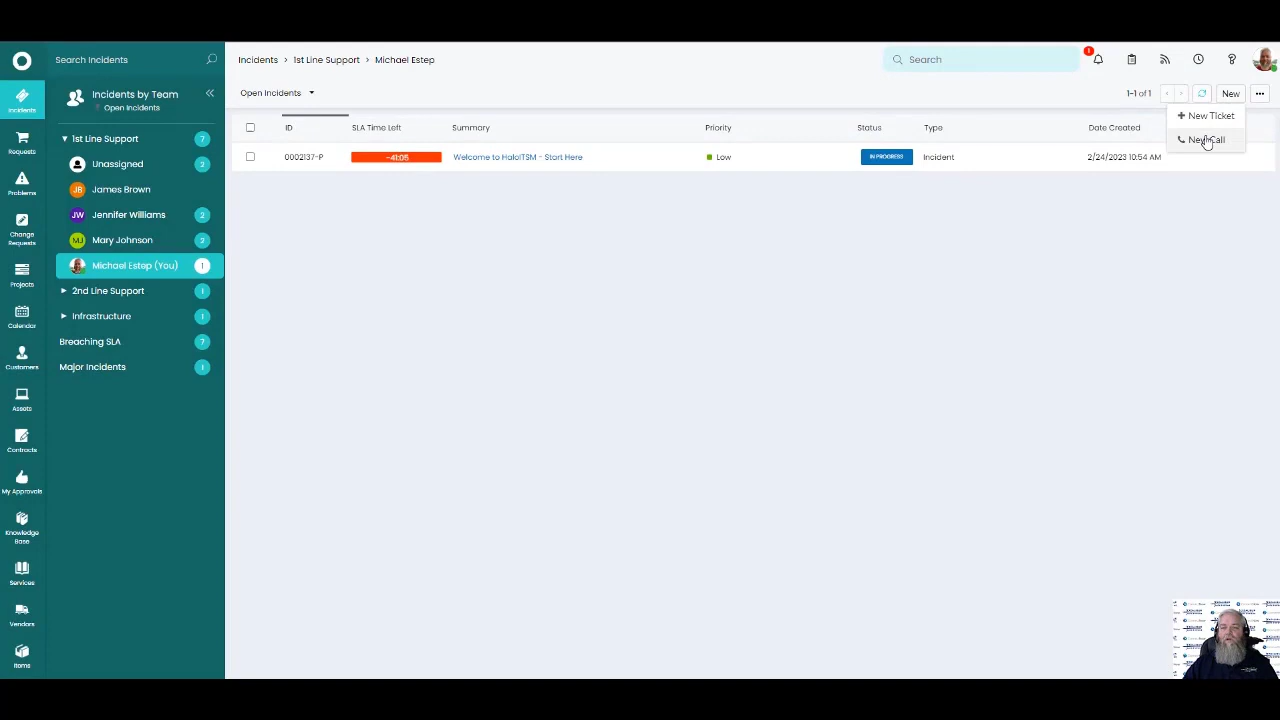 Search Incidents
Incidents > 1st Line Support > Michael Estep
Search
1
Incidents by Team
Open Incidents
Open Incidents
1-1 of 1
New
New Ticket
New Call
1st Line Support 7
Unassigned 2
James Brown
JB
Jennifer Williams 2
JW
Mary Johnson 2
MJ
Michael Estep (You) 1
2nd Line Support 1
Infrastructure 1
Breaching SLA 7
Major Incidents 1
ID SLA Time Left Summary Priority Status Type Date Created
0002137-P -41:05 Welcome to HaloITSM - Start Here Low IN PROGRESS Incident 2/24/2023 10:54 AM
Incidents
Requests
Problems
Change
Requests
Projects
Calendar
Customers
Assets
Contracts
My Approvals
Knowledge
Base
Services
Vendors
Items